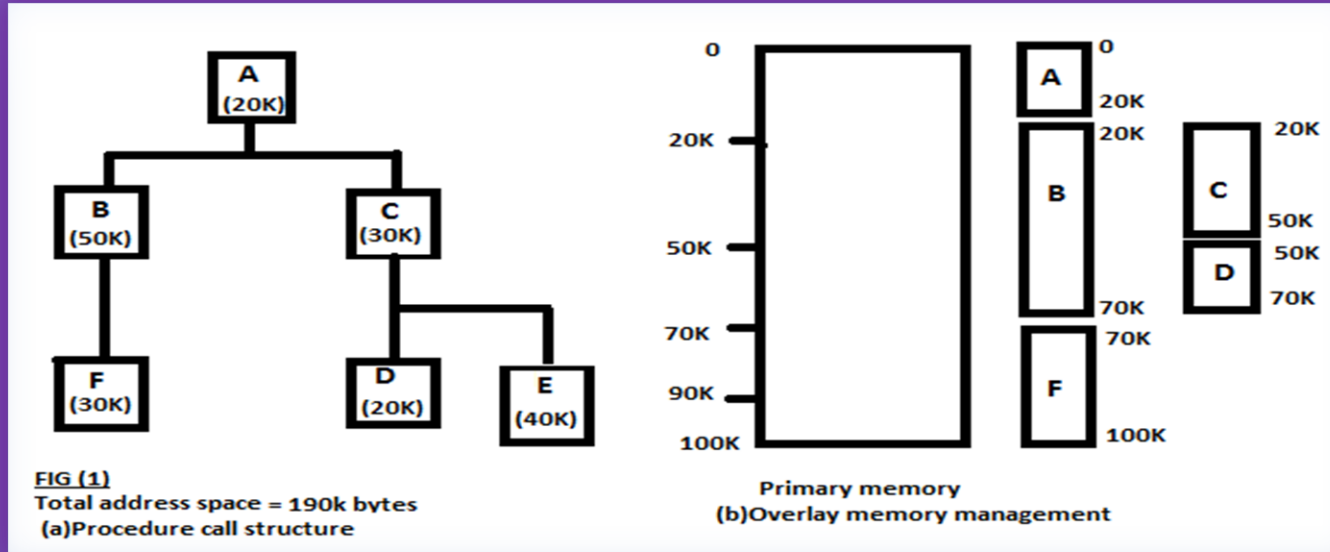 A
(20K)
B
(50K)
C
(30K)
F
(30K)
D
(20K)
E
(40K)
FIG (1)
Total address space = 190k bytes
(a)Procedure call structure
0
20K
50K
70K
90K
100K
A
0
20K
B
20K
70K
F
70K
100K
C
20K
50K
D
50K
70K
Primary memory
(b)Overlay memory management